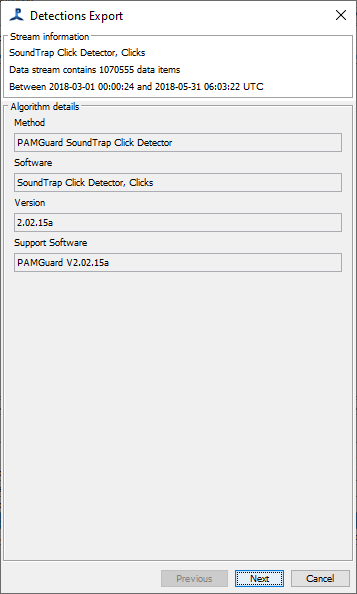 Detections Export
Stream information
SoundTrap Click Detector, Clicks
Data stream contains 1070555 data items
Between 2018-03-01 00:00:24 and 2018-05-31 06:03:22 UTC
Algorithm details
Method
PAMGuard SoundTrap Click Detector
Software
SoundTrap Click Detector, Clicks
Version
2.02.15a
Support Software
PAMGuard V2.02.15a
Previous Next Cancel